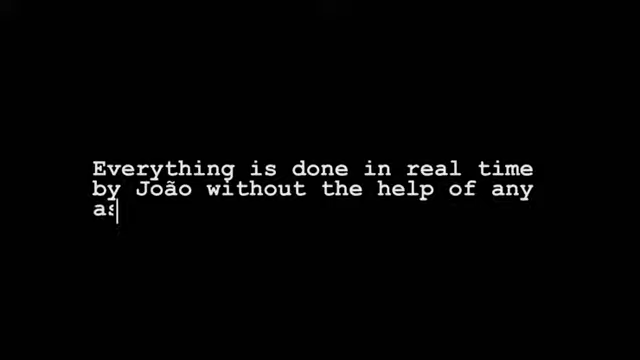 Everything is done in real time
by João without the help of any
as